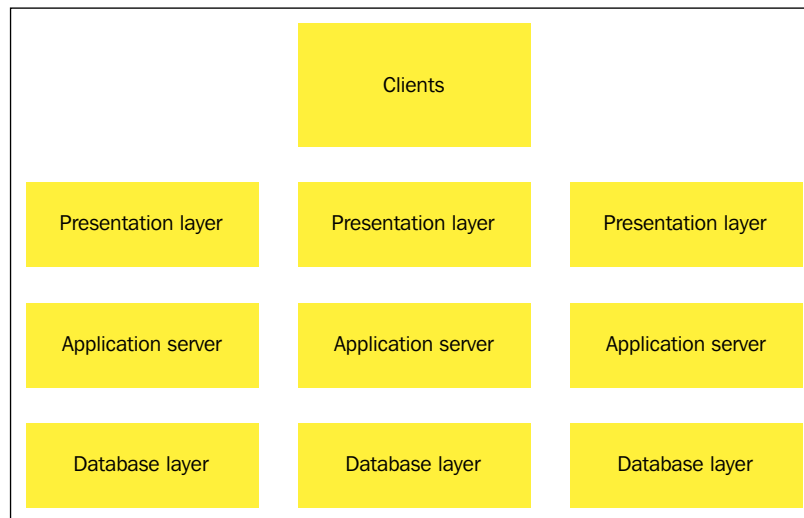 Clients
Presentation layer
Presentation layer
Presentation layer
Application server
Application server
Application server
Database layer
Database layer
Database layer